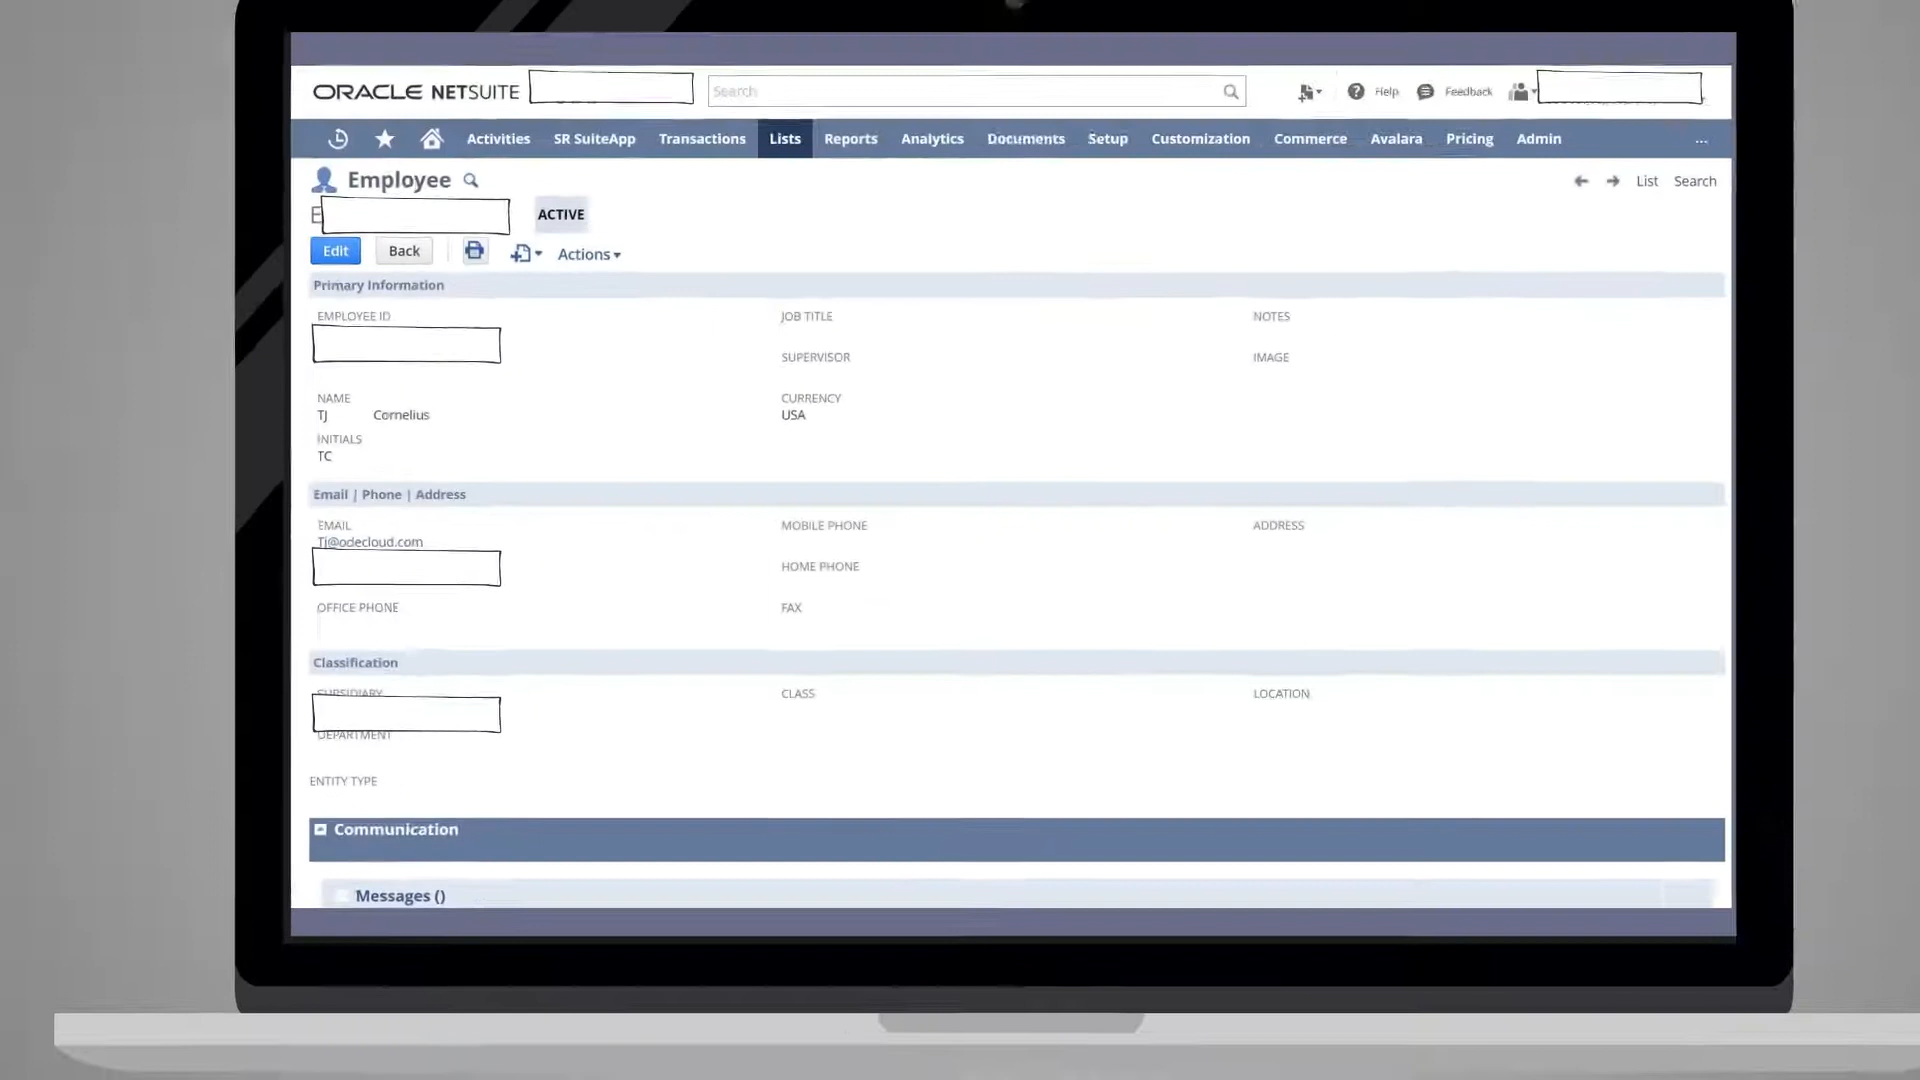 ORACLE NETSUITE
Search
Help
Feedback
Activities SR SuiteApp Transactions Lists Reports Analytics Documents Setup Customization Commerce Avalara Pricing Admin ...
Employee
List Search
E
ACTIVE
Edit Back Actions
Primary Information
EMPLOYEE ID JOB TITLE NOTES
SUPERVISOR IMAGE
NAME CURRENCY
TJ Cornelius USA
INITIALS
TC
Email | Phone | Address
EMAIL MOBILE PHONE ADDRESS
Tj@odecloud.com
HOME PHONE
OFFICE PHONE FAX
Classification
SUBSIDIARY CLASS LOCATION
DEPARTMENT
ENTITY TYPE
Communication
Messages ()